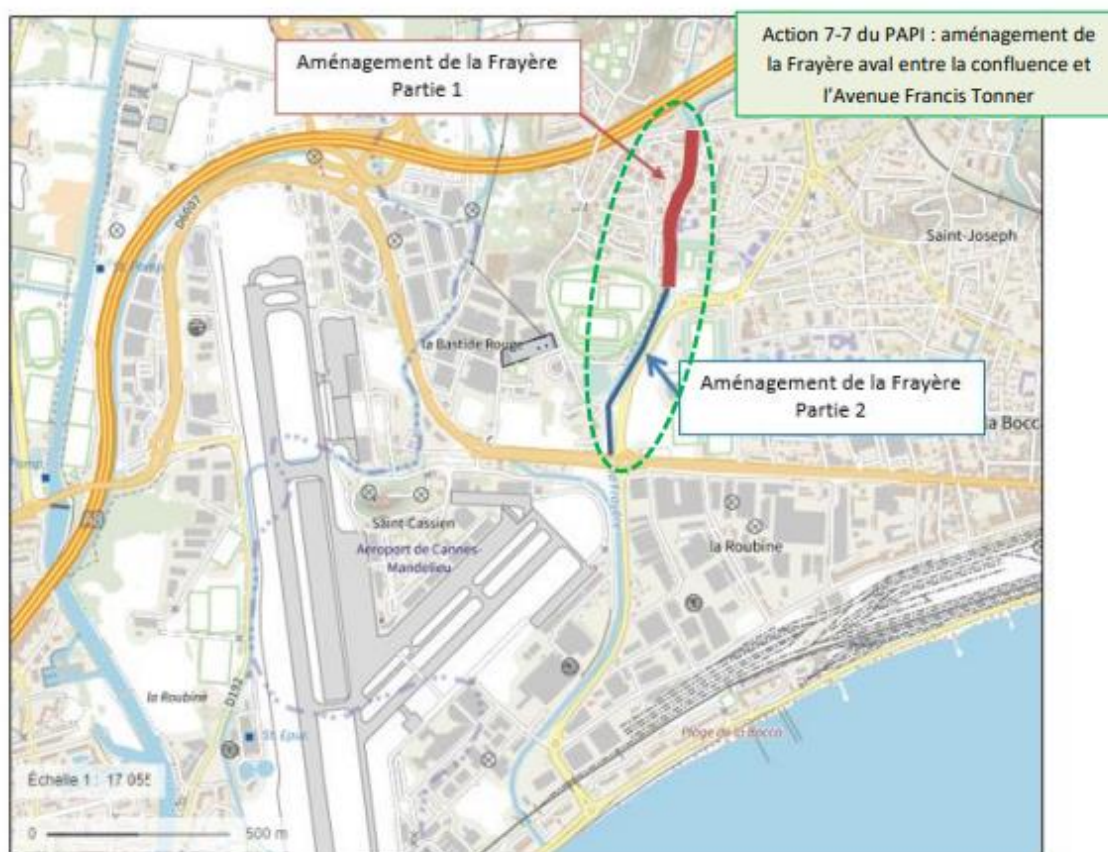 Action 7-7 du PAPI : aménagement de
la Frayère aval entre la confluence et
l'Avenue Francis Tonner
Aménagement de la Frayère
Partie 1
D6007
Saint-Joseph
la Bastide Rouge
Aménagement de la Frayère
Partie 2
Saint-Cassien
Aéroport de Cannes-
Mandelieu
la Roubine
la Roubine
D192
St. Epur.
Plage de la Bocca
Échelle 1 : 17 055
0
500 m